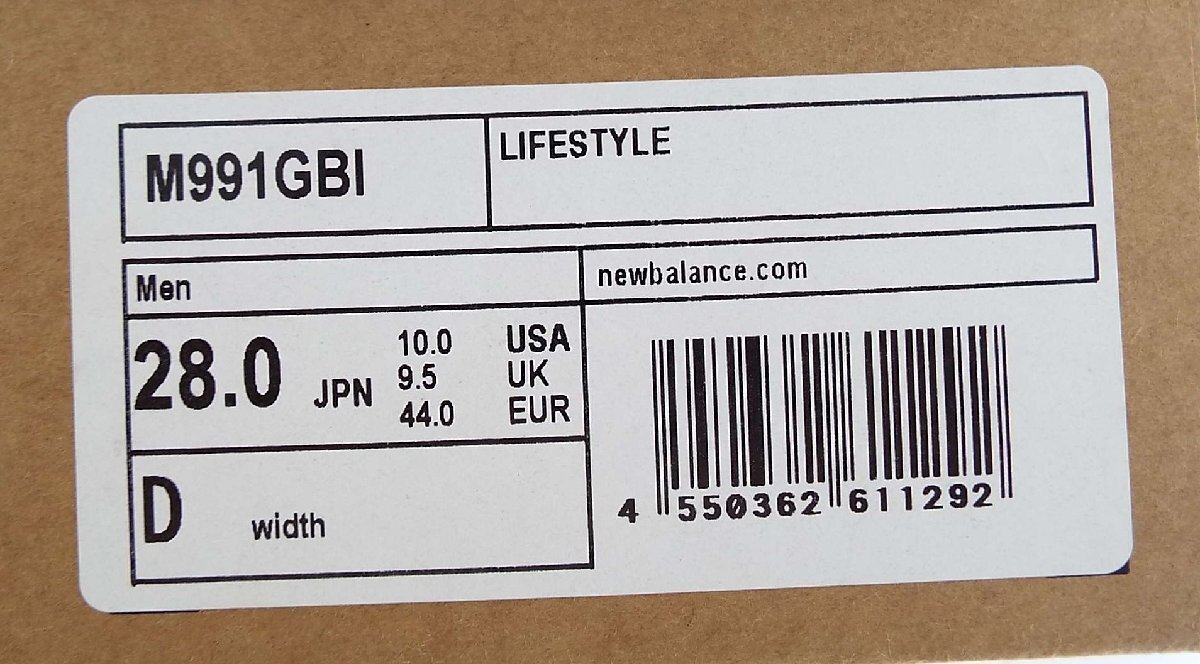 M991GBI
LIFESTYLE
Men
newbalance.com
28.0 JPN
10.0 USA
9.5 UK
44.0 EUR
D width
4 550362 611292